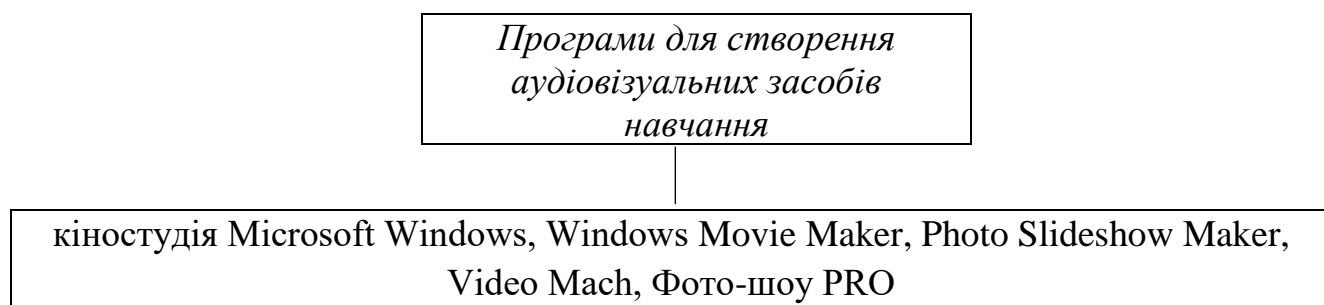 Програми для створення
аудіовізуальних засобів
навчання
кіностудія Microsoft Windows, Windows Movie Maker, Photo Slideshow Maker,
Video Mach, Фото-шоу PRO